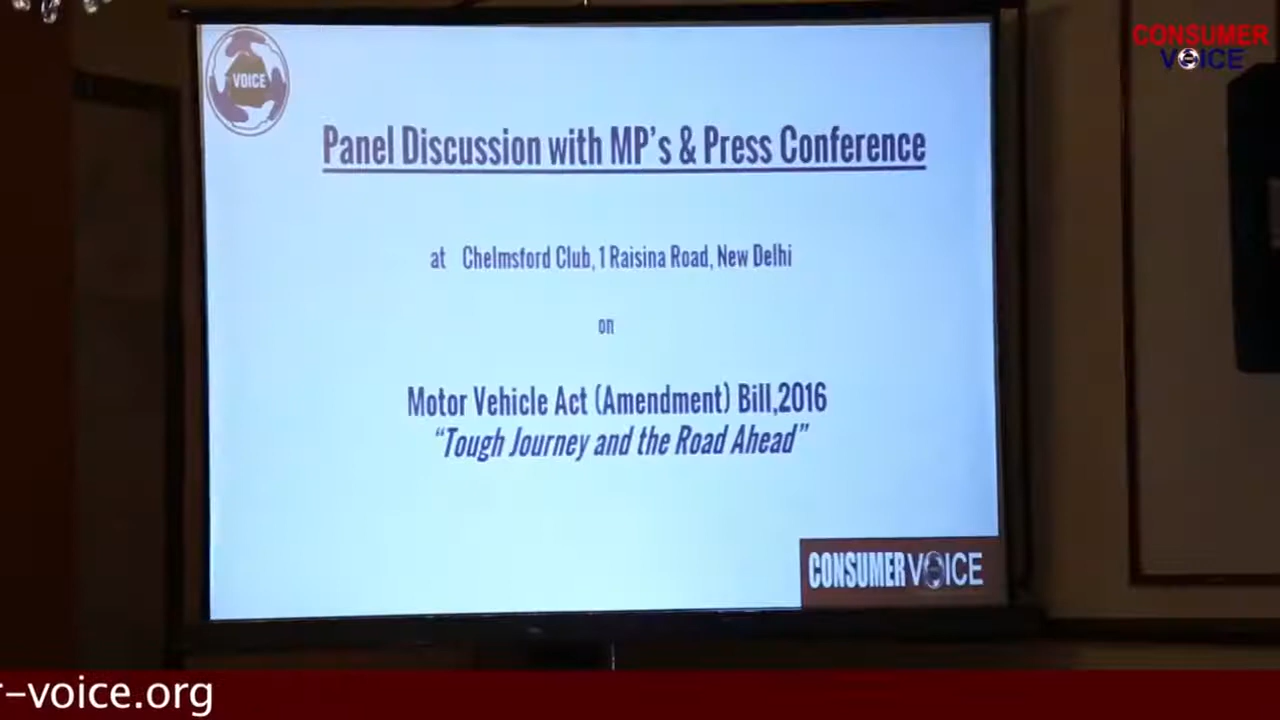 CONSUMER
VOICE
VOICE
Panel Discussion with MP's & Press Conference
at Chelmsford Club, 1 Raisina Road, New Delhi
on
Motor Vehicle Act (Amendment) Bill,2016
"Tough Journey and the Road Ahead"
CONSUMER VOICE
r-voice.org